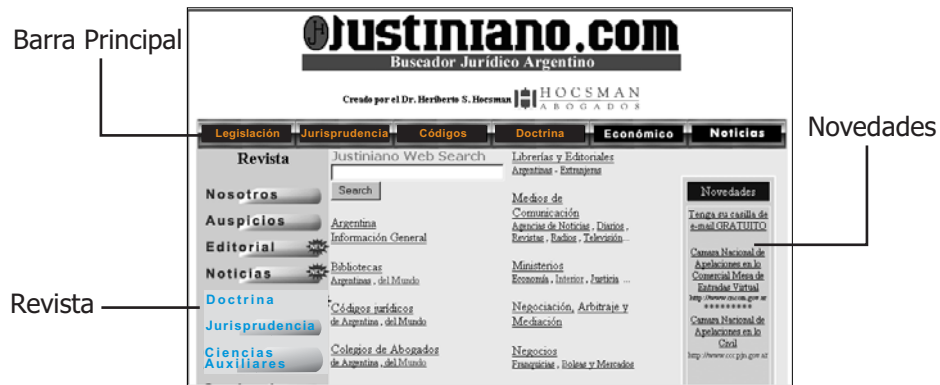 Barra Principal
Justiniano.com
Buscador Jurídico Argentino
Creado por el Dr. Heriberto S. Hocsman
HOCSMAN
ABOGADOS
Legislación Jurisprudencia Códigos Doctrina Económico Noticias
Novedades
Revista
Nosotros
Auspicios
Editorial
Noticias
Doctrina
Jurisprudencia
Ciencias
Auxiliares
Revista
Justiniano Web Search
Search
Argentina
Información General
Bibliotecas
Argentinas , del Mundo
Códigos jurídicos
de Argentina , del Mundo
Colegios de Abogados
de Argentina , del Mundo
Librerías y Editoriales
Argentinas - Extranjeras
Medios de
Comunicación
Agencias de Noticias , Diarios ,
Revistas , Radios , Televisión...
Ministerios
Economía , Interior , Justicia ...
Negociación, Arbitraje y
Mediación
Negocios
Franquicias , Bolsas y Mercados
Novedades
Tenga su casilla de
e-mail GRATUITO
Camara Nacional de
Apelaciones en lo
Comercial Mesa de
Entradas Virtual
*********
Camara Nacional de
Apelaciones en lo
Civil